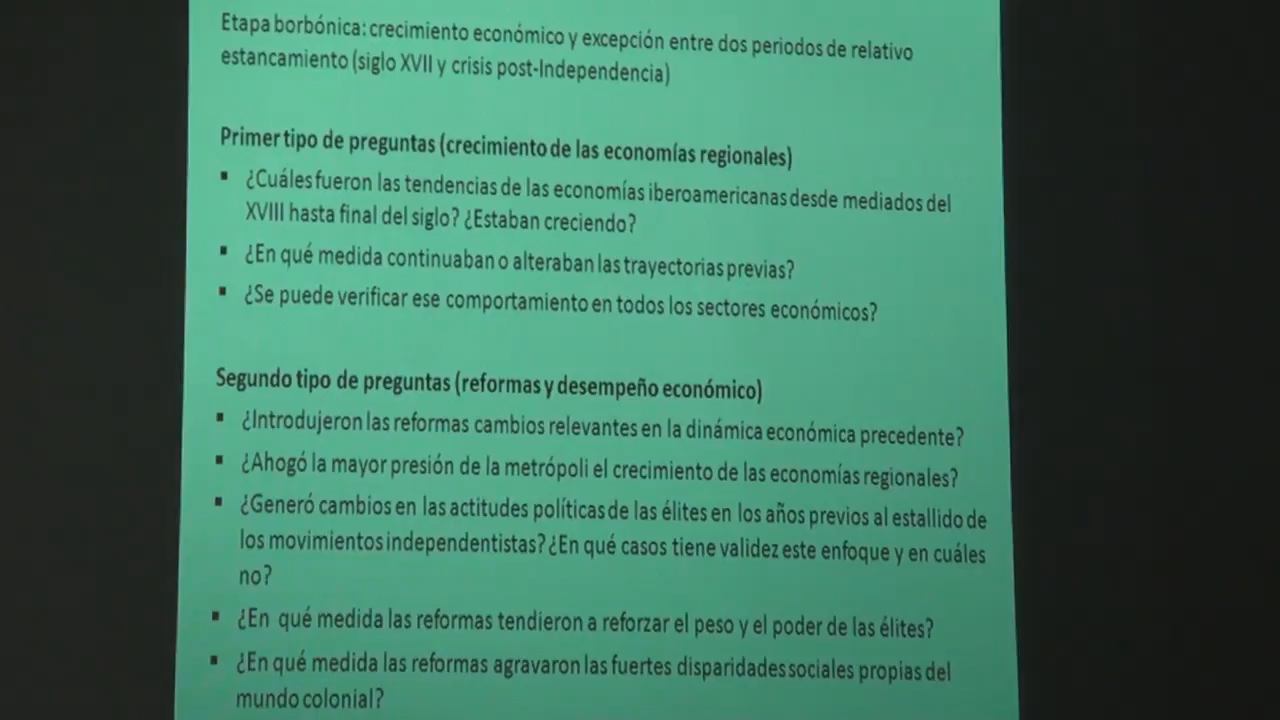 Etapa borbónica: crecimiento económico y excepción entre dos periodos de relativo
estancamiento (siglo XVII y crisis post-Independencia)
Primer tipo de preguntas (crecimiento de las economías regionales)
▪ ¿Cuáles fueron las tendencias de las economías iberoamericanas desde mediados del
XVIII hasta final del siglo? ¿Estaban creciendo?
▪ ¿En qué medida continuaban o alteraban las trayectorias previas?
▪ ¿Se puede verificar ese comportamiento en todos los sectores económicos?
Segundo tipo de preguntas (reformas y desempeño económico)
▪ ¿Introdujeron las reformas cambios relevantes en la dinámica económica precedente?
▪ ¿Ahogó la mayor presión de la metrópoli el crecimiento de las economías regionales?
▪ ¿Generó cambios en las actitudes políticas de las élites en los años previos al estallido de
los movimientos independentistas? ¿En qué casos tiene validez este enfoque y en cuáles
no?
▪ ¿En qué medida las reformas tendieron a reforzar el peso y el poder de las élites?
▪ ¿En qué medida las reformas agravaron las fuertes disparidades sociales propias del
mundo colonial?